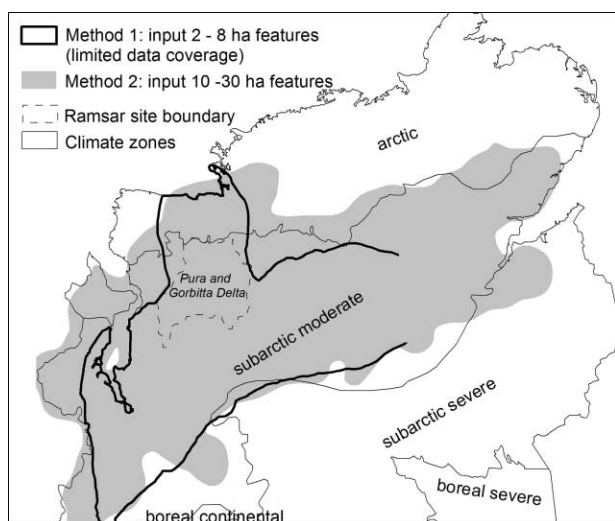 Method 1: input 2 - 8 ha features
(limited data coverage)
Method 2: input 10 -30 ha features
Ramsar site boundary
Climate zones
arctic
Pura and
Gorbitta Delta
subarctic moderate
subarctic severe
boreal severe
boreal continental